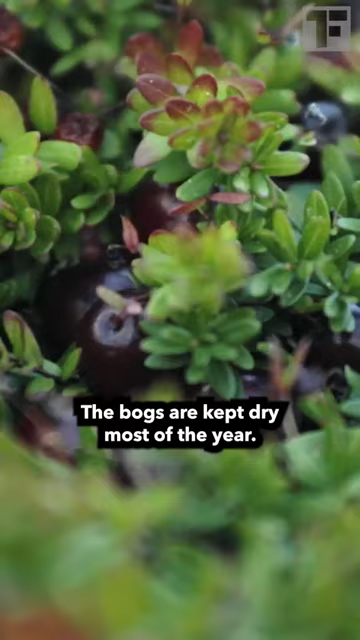 The bogs are kept dry
most of the year.